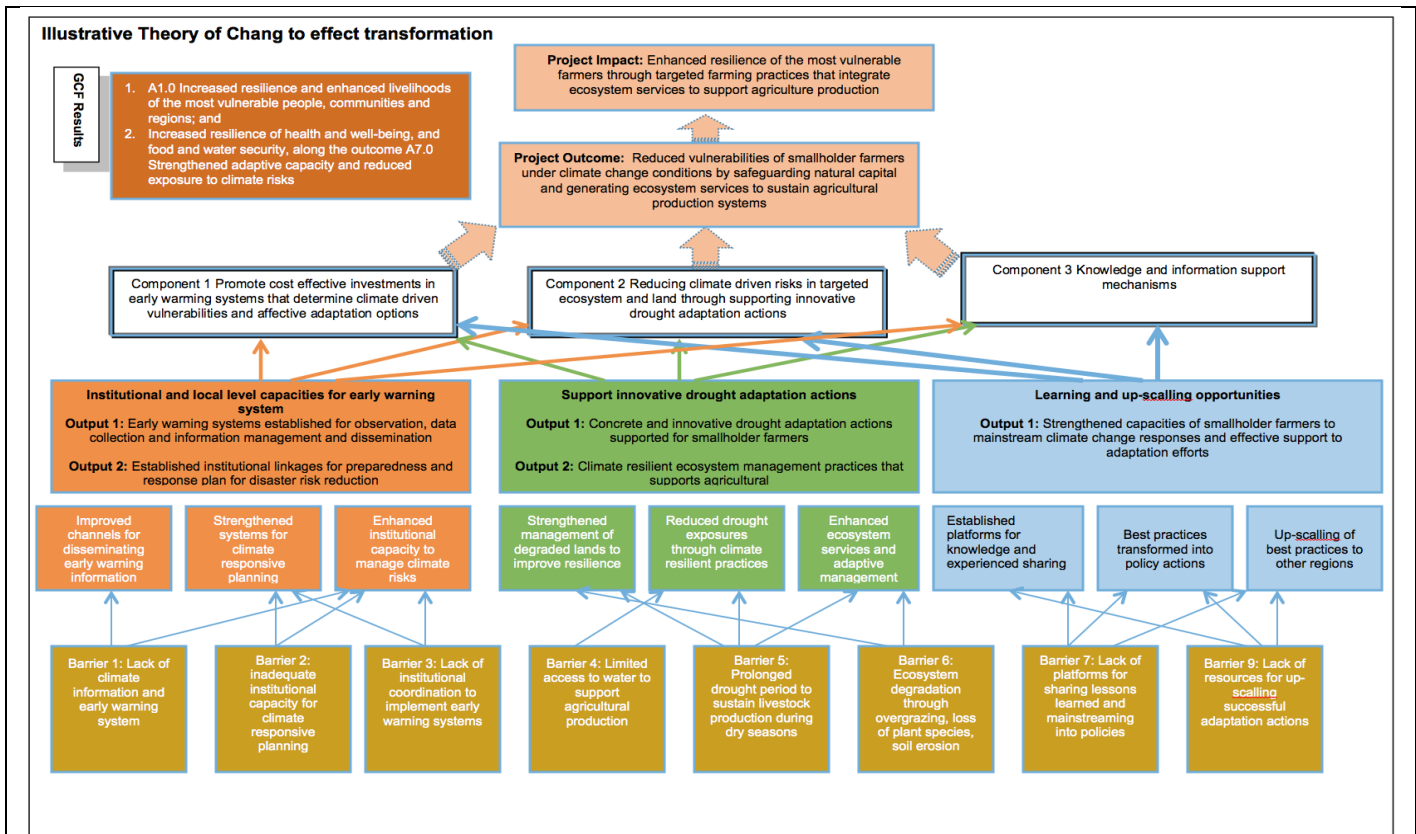 Illustrative Theory of Chang to effect transformation
GCF Results
1. A1.0 Increased resilience and enhanced livelihoods
of the most vulnerable people, communities and
regions; and
2. Increased resilience of health and well-being, and
food and water security, along the outcome A7.0
Strengthened adaptive capacity and reduced
exposure to climate risks
Project Impact: Enhanced resilience of the most vulnerable
farmers through targeted farming practices that integrate
ecosystem services to support agriculture production
Project Outcome: Reduced vulnerabilities of smallholder farmers
under climate change conditions by safeguarding natural capital
and generating ecosystem services to sustain agricultural
production systems
Component 1 Promote cost effective investments in
early warning systems that determine climate driven
vulnerabilities and affective adaptation options
Component 2 Reducing climate driven risks in targeted
ecosystem and land through supporting innovative
drought adaptation actions
Component 3 Knowledge and information support
mechanisms
Institutional and local level capacities for early warning
system
Output 1: Early warning systems established for observation, data
collection and information management and dissemination
Output 2: Established institutional linkages for preparedness and
response plan for disaster risk reduction
Support innovative drought adaptation actions
Output 1: Concrete and innovative drought adaptation actions
supported for smallholder farmers
Output 2: Climate resilient ecosystem management practices that
supports agricultural
Learning and up-scalling opportunities
Output 1: Strengthened capacities of smallholder farmers to
mainstream climate change responses and effective support to
adaptation efforts
Improved
channels for
disseminating
early warning
information
Strengthened
systems for
climate
responsive
planning
Enhanced
institutional
capacity to
manage climate
risks
Strengthened
management of
degraded lands to
improve resilience
Reduced drought
exposures
through climate
resilient practices
Enhanced
ecosystem
services and
adaptive
management
Established
platforms for
knowledge and
experienced sharing
Best practices
transformed into
policy actions
Up-scaling of
best practices to
other regions
Barrier 1: Lack of
climate
information and
early warning
system
Barrier 2:
inadequate
institutional
capacity for
climate
responsive
planning
Barrier 3: Lack of
institutional
coordination to
implement early
warning systems
Barrier 4: Limited
access to water to
support
agricultural
production
Barrier 5:
Prolonged
drought period to
sustain livestock
production during
dry seasons
Barrier 6:
Ecosystem
degradation
through
overgrazing, loss
of plant species,
soil erosion
Barrier 7: Lack of
platforms for
sharing lessons
learned and
mainstreaming
into policies
Barrier 9: Lack of
resources for up-
scalling
successful
adaptation actions